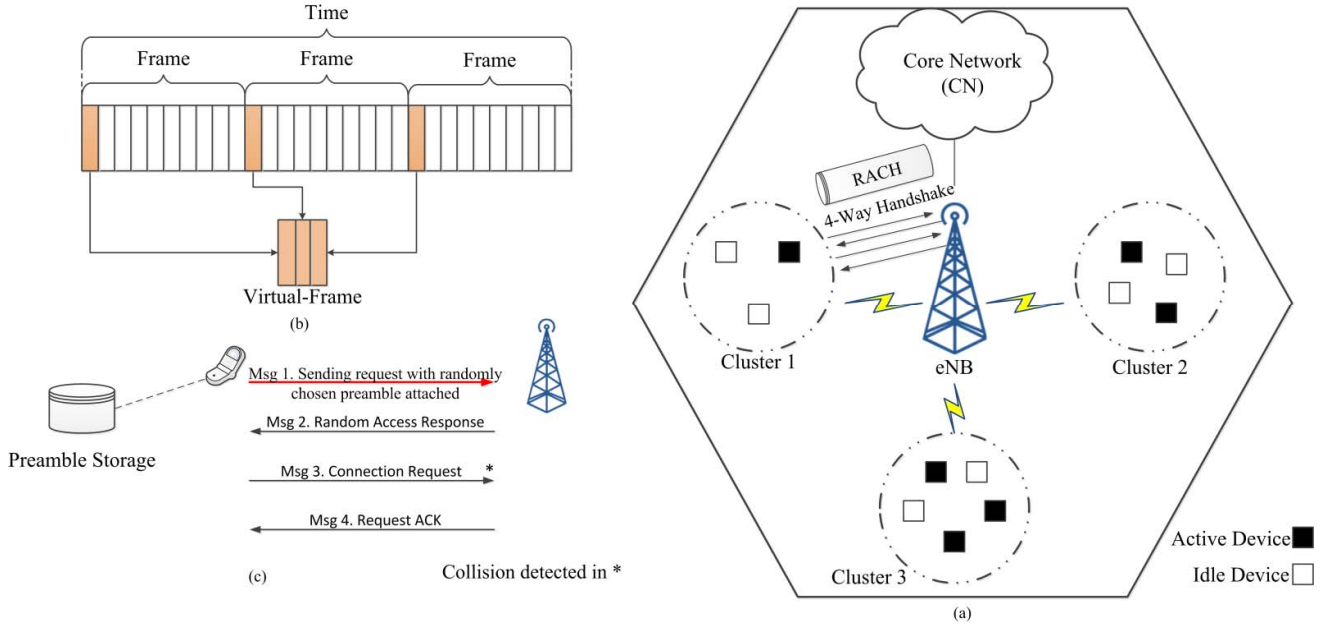 Time
Frame
Frame
Frame
Virtual-Frame
(b)
Msg 1. Sending request with randomly
chosen preamble attached
Msg 2. Random Access Response
Preamble Storage
Msg 3. Connection Request *
Msg 4. Request ACK
(c)
Collision detected in *
Core Network
(CN)
RACH
4-Way Handshake
Cluster 1
eNB
Cluster 2
Cluster 3
Active Device
Idle Device
(a)